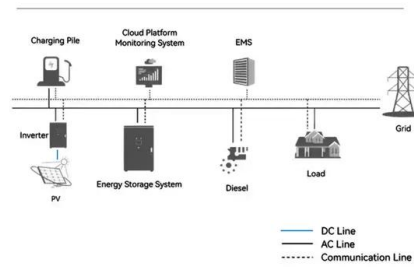 Charging Pile
Cloud Platform
Monitoring System
EMS
Grid
Inverter
PV
Energy Storage System
Diesel
Load
DC Line
AC Line
Communication Line